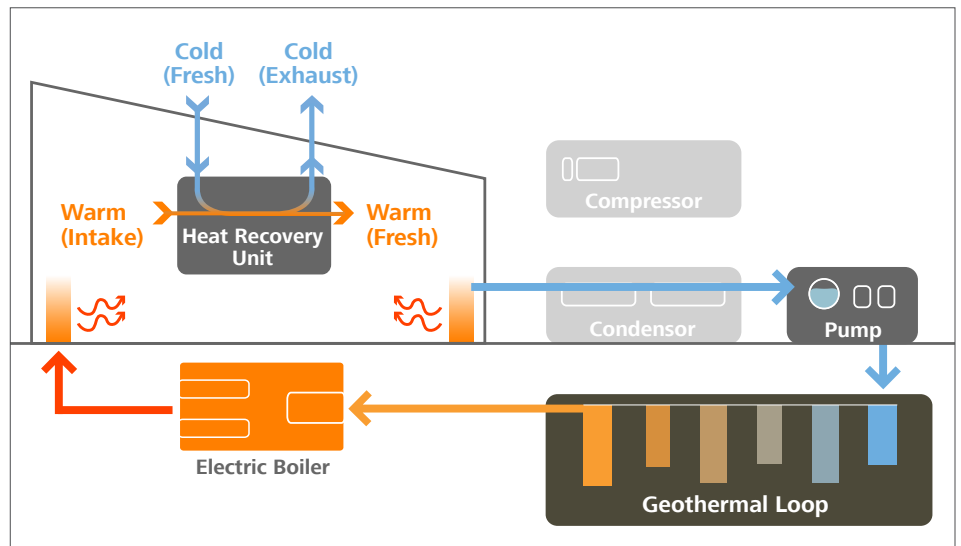 Cold
(Fresh)
Cold
(Exhaust)
Warm
(Intake)
Heat Recovery
Unit
Warm
(Fresh)
Compressor
Condensor
Pump
Electric Boiler
Geothermal Loop